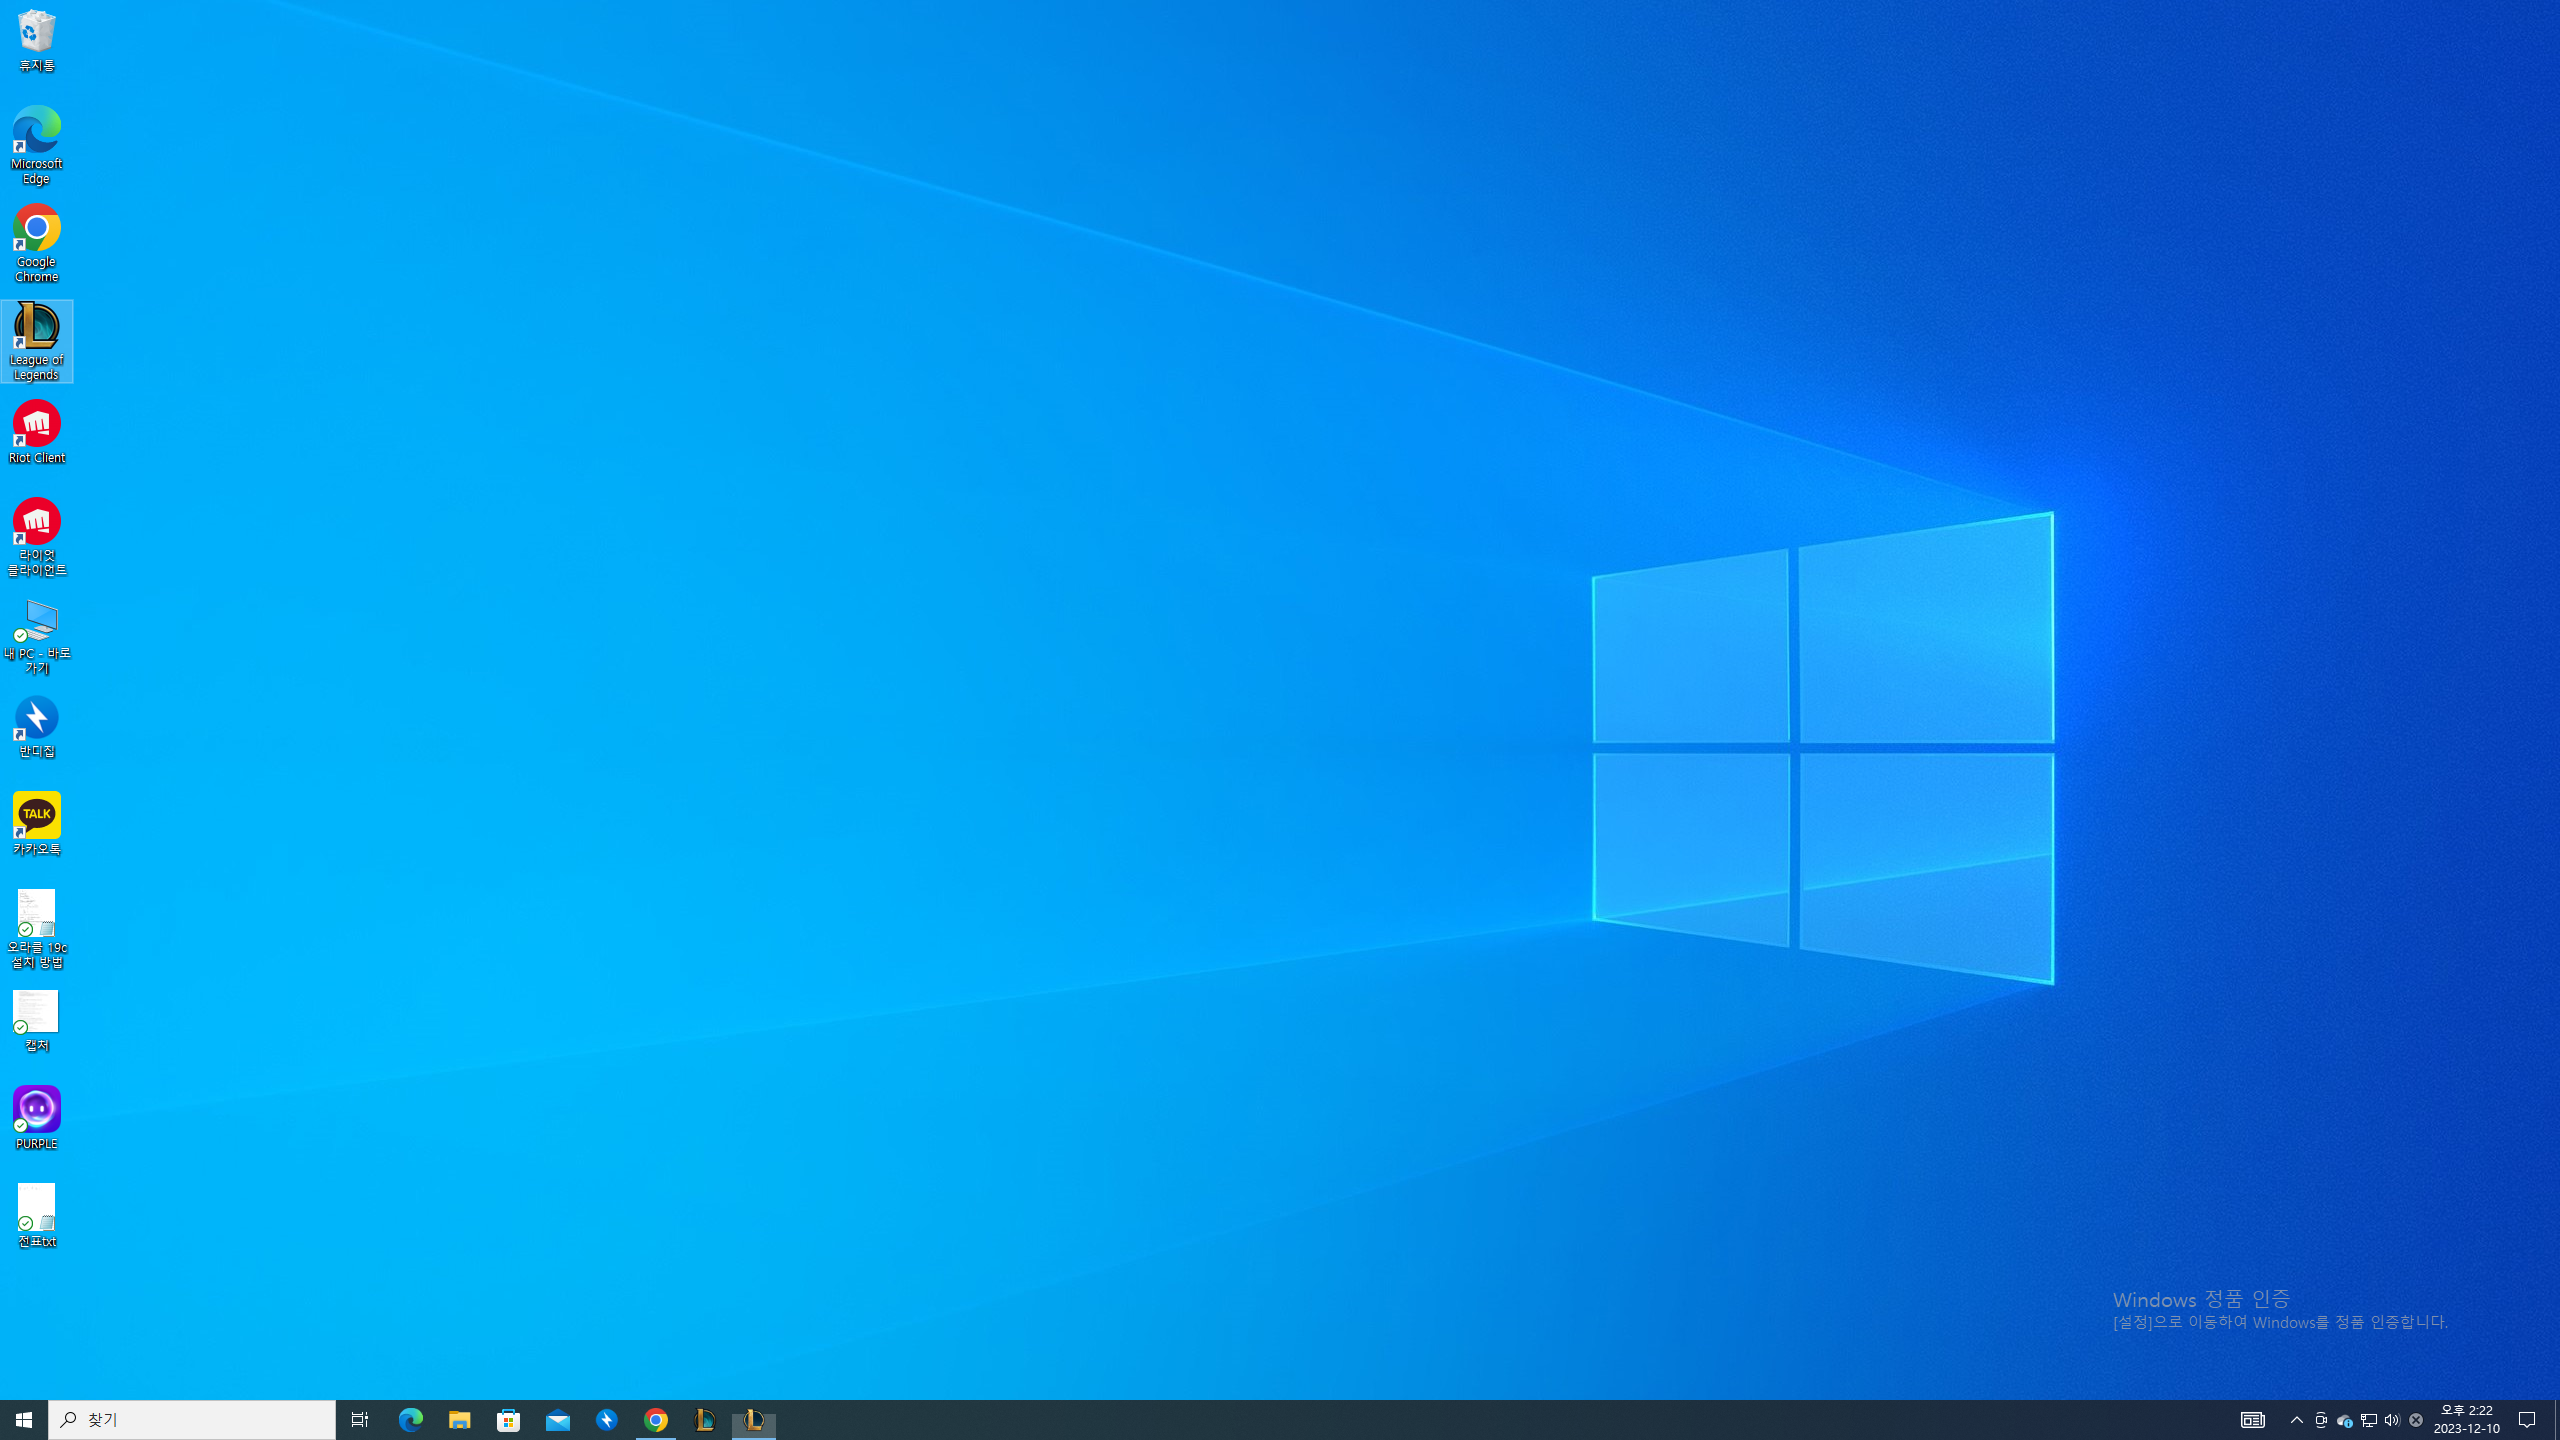 휴지통
Microsoft
Edge
Google
Chrome
League of
Legends
Riot Client
라이엇
클라이언트
내 PC - 바로
가기
반디집
TALK
카카오톡
오라클 19c
설치 방법
캡처
PURPLE
전표txt
Windows 정품 인증
[설정]으로 이동하여 Windows를 정품 인증합니다.
찾기
오후 2:22
2023-12-10